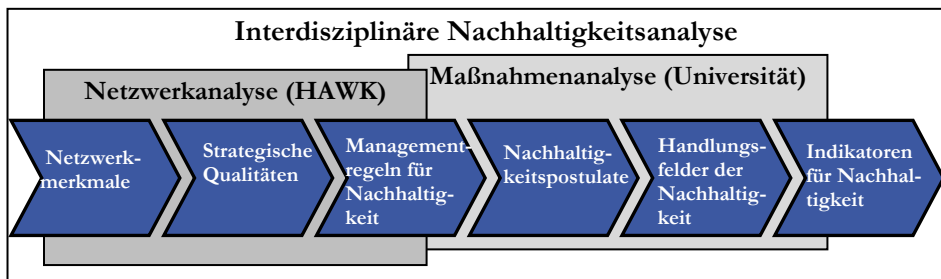 Interdisziplinäre Nachhaltigkeitsanalyse
Netzwerkanalyse (HAWK)
Maßnahmenanalyse (Universität)
Netzwerk-
merkmale
Strategische
Qualitäten
Management-
regeln für
Nachhaltig-
keit
Nachhaltig-
keitspostulate
Handlungs-
felder der
Nachhaltig-
keit
Indikatoren
für Nachhal-
tigkeit